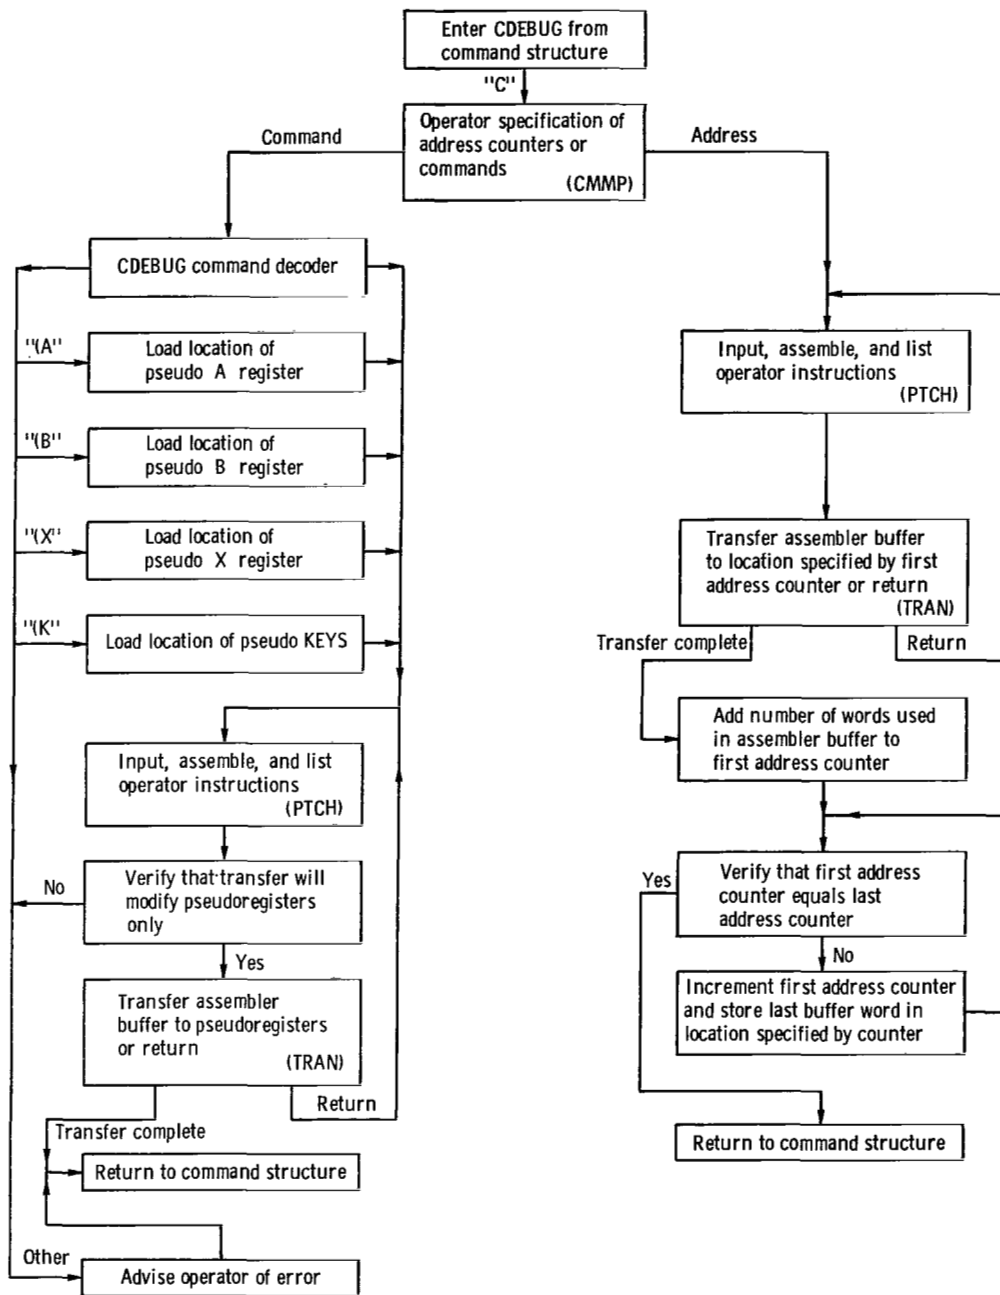 Enter CDEBUG from
command structure
"C"
Operator specification of
address counters or
commands
(CMMP)
Command
Address
CDEBUG command decoder
"(A"
Load location of
pseudo A register
"(B"
Load location of
pseudo B register
"(X"
Load location of
pseudo X register
"(K"
Load location of pseudo KEYS
Input, assemble, and list
operator instructions
(PTCH)
No
Verify that transfer will
modify pseudoregisters
only
Yes
Transfer assembler
buffer to pseudoregisters
or return
(TRAN)
Return
Transfer complete
Return to command structure
Other
Advise operator of error
Input, assemble, and list
operator instructions
(PTCH)
Transfer assembler buffer
to location specified by first
address counter or return
(TRAN)
Transfer complete
Return
Add number of words used
in assembler buffer to
first address counter
Yes
Verify that first address
counter equals last
address counter
No
Increment first address counter
and store last buffer word in
location specified by counter
Return to command structure